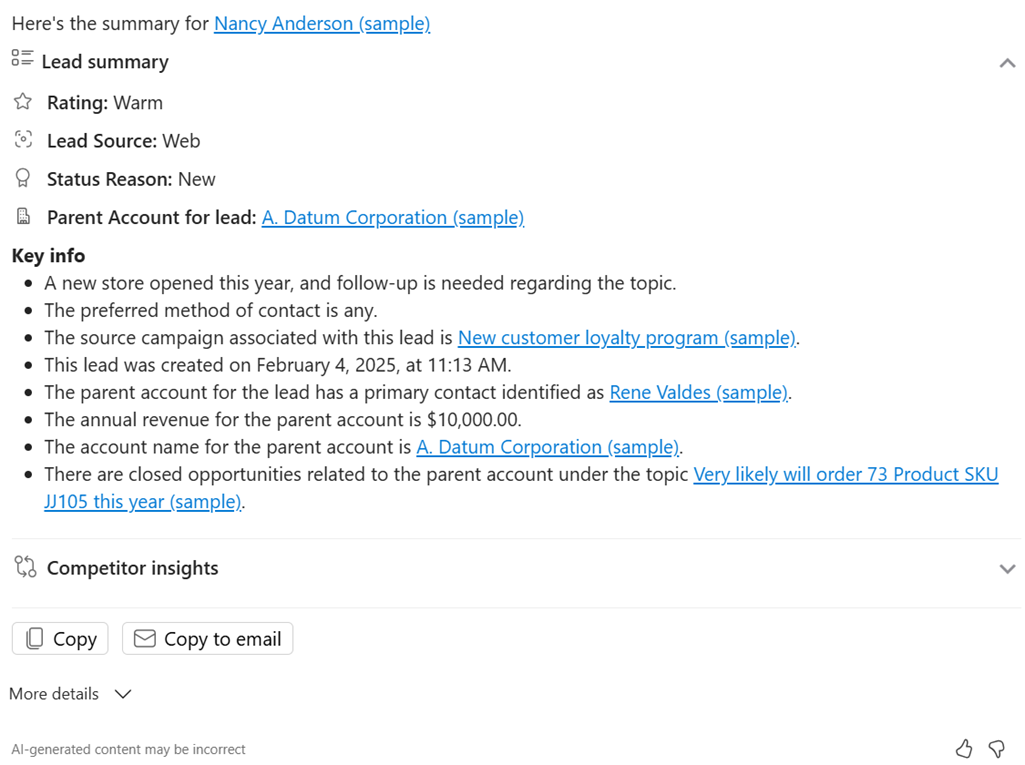 Here's the summary for Nancy Anderson (sample)
Lead summary
Rating: Warm
Lead Source: Web
Status Reason: New
Parent Account for lead: A. Datum Corporation (sample)
Key info
• A new store opened this year, and follow-up is needed regarding the topic.
• The preferred method of contact is any.
• The source campaign associated with this lead is New customer loyalty program (sample).
• This lead was created on February 4, 2025, at 11:13 AM.
• The parent account for the lead has a primary contact identified as Rene Valdes (sample).
• The annual revenue for the parent account is $10,000.00.
• The account name for the parent account is A. Datum Corporation (sample).
• There are closed opportunities related to the parent account under the topic Very likely will order 73 Product SKU
JJ105 this year (sample).
Competitor insights
Copy Copy to email
More details
AI-generated content may be incorrect